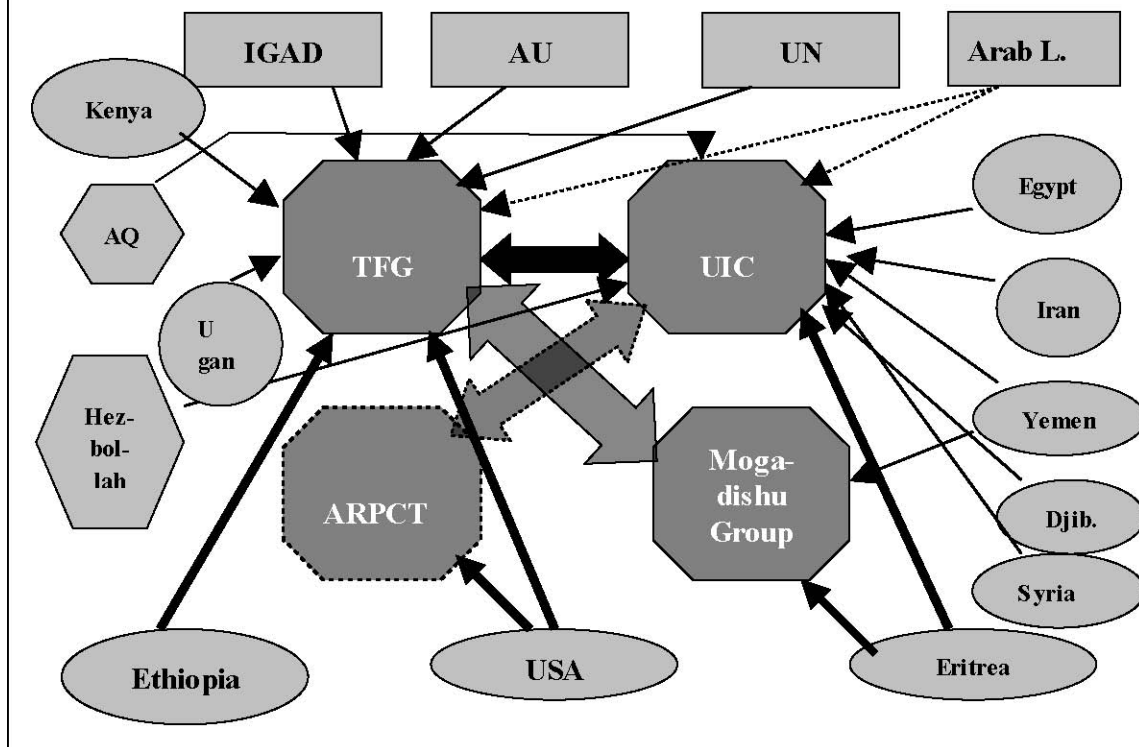 IGAD
AU
UN
Arab L.
Kenya
AQ
TFG
UIC
Egypt
Iran
U
gan
Hez-
bol-
lah
ARPCT
Moga-
dishu
Group
Yemen
Djib.
Syria
Ethiopia
USA
Eritrea